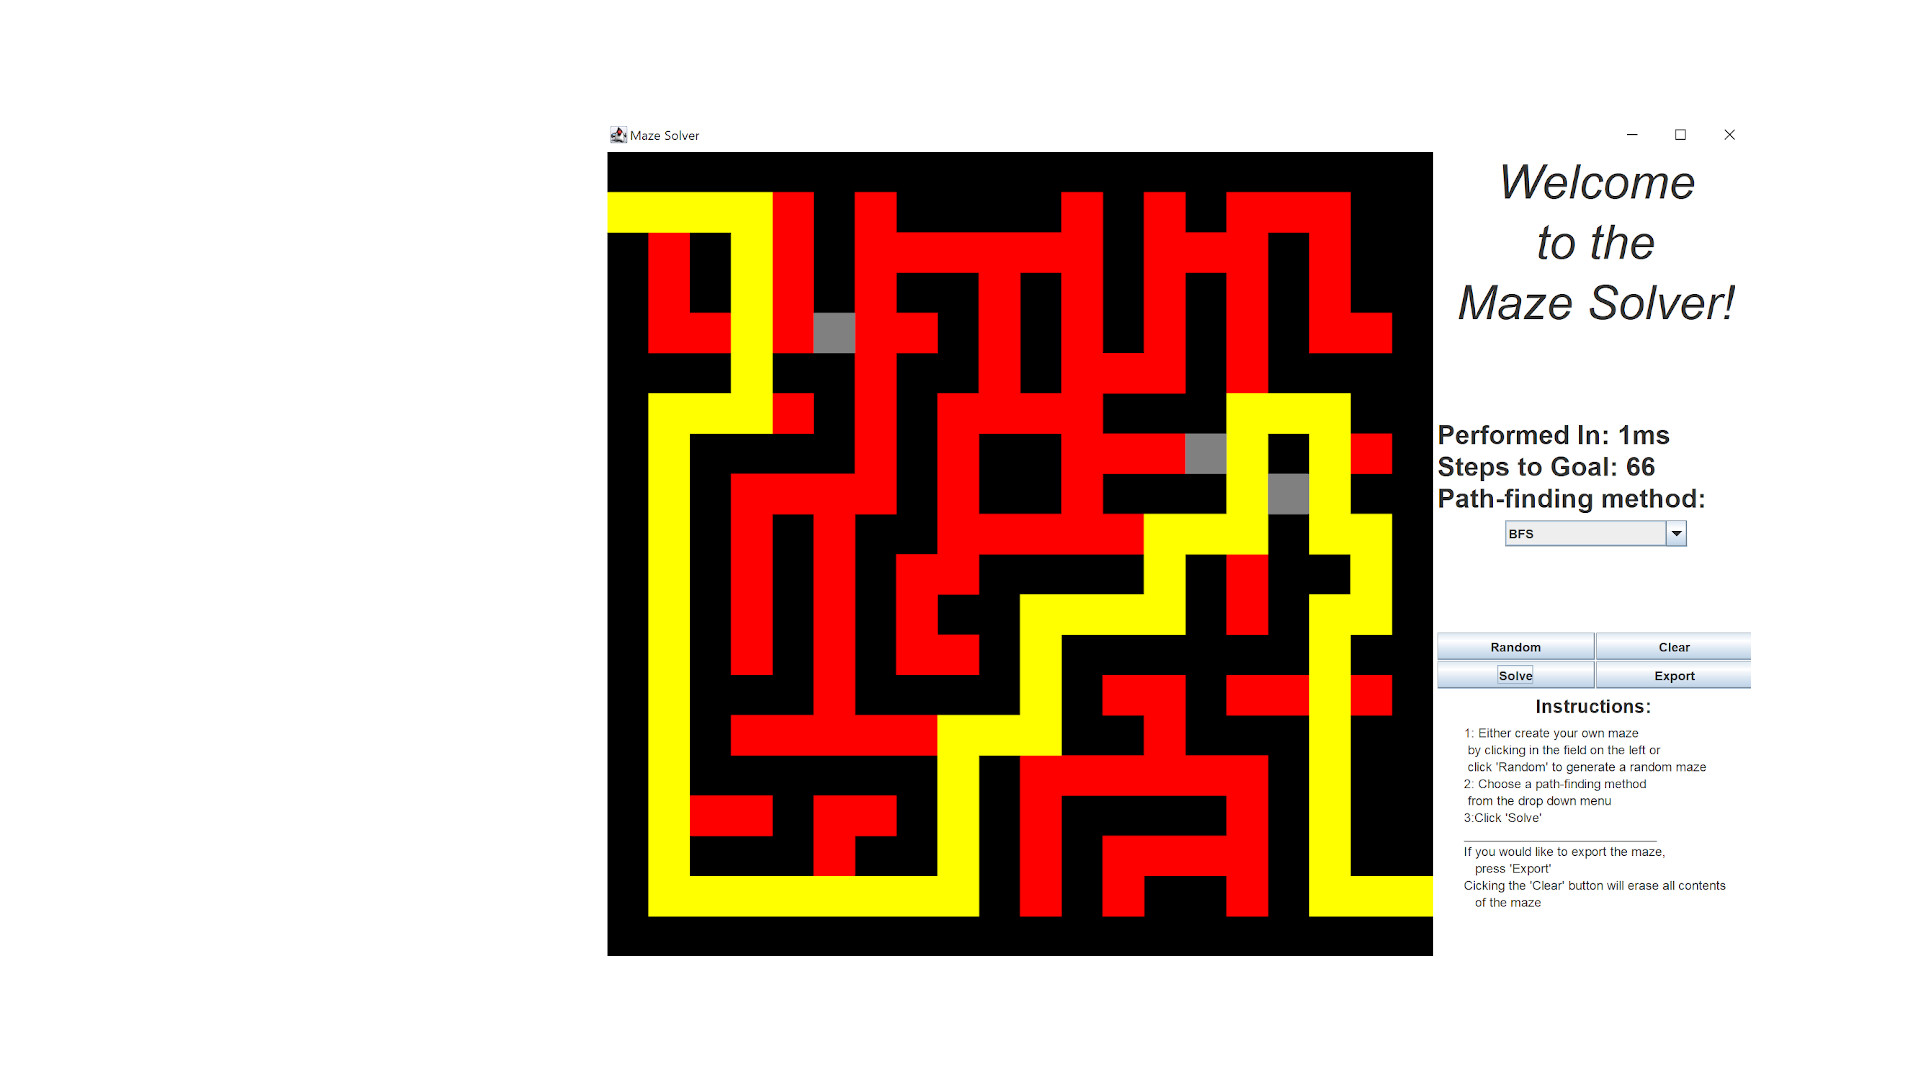 Maze Solver
Welcome
to the
Maze Solver!
Performed In: 1ms
Steps to Goal: 66
Path-finding method:
BFS
Random
Clear
Solve
Export
Instructions:
1: Either create your own maze
by clicking in the field on the left or
click 'Random' to generate a random maze
2: Choose a path-finding method
from the drop down menu
3:Click 'Solve'
If you would like to export the maze,
press 'Export'
Cicking the 'Clear' button will erase all contents
of the maze